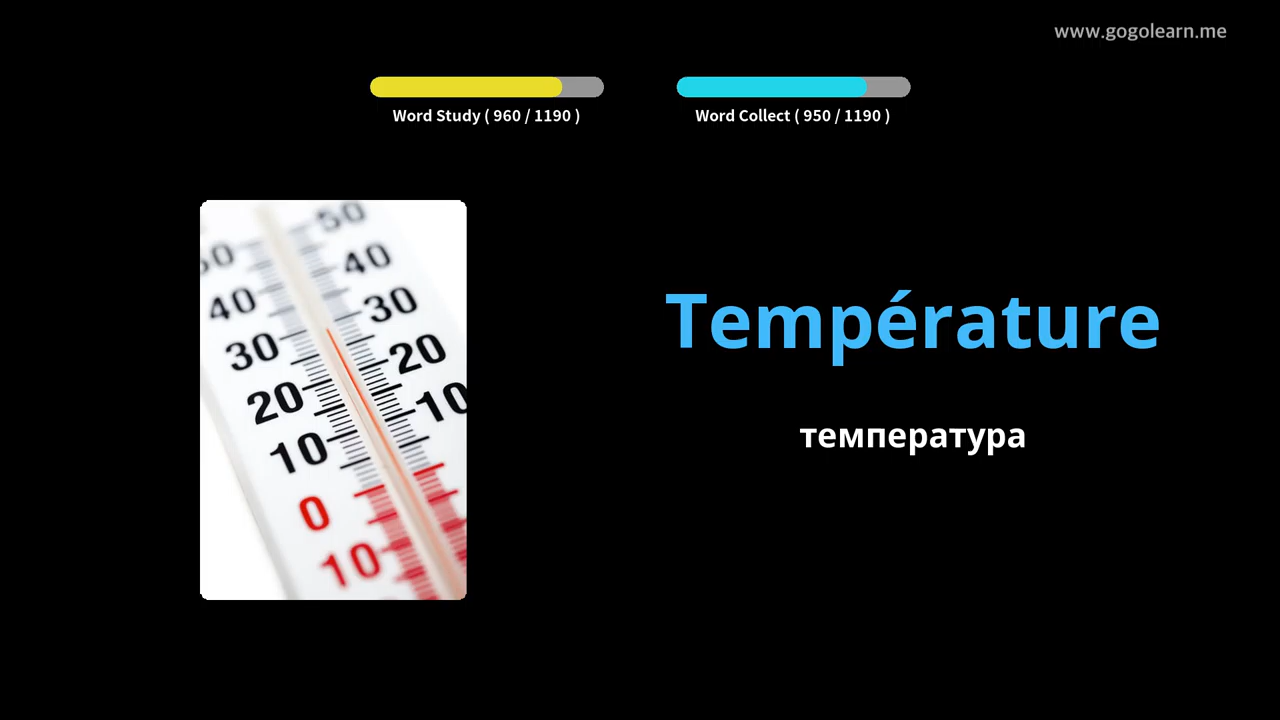 www.gogolearn.me
Word Study ( 960 / 1190 )
Word Collect ( 950 / 1190 )
50
50
40
40
30
30
20
20
10
10
0
10
Température
температура